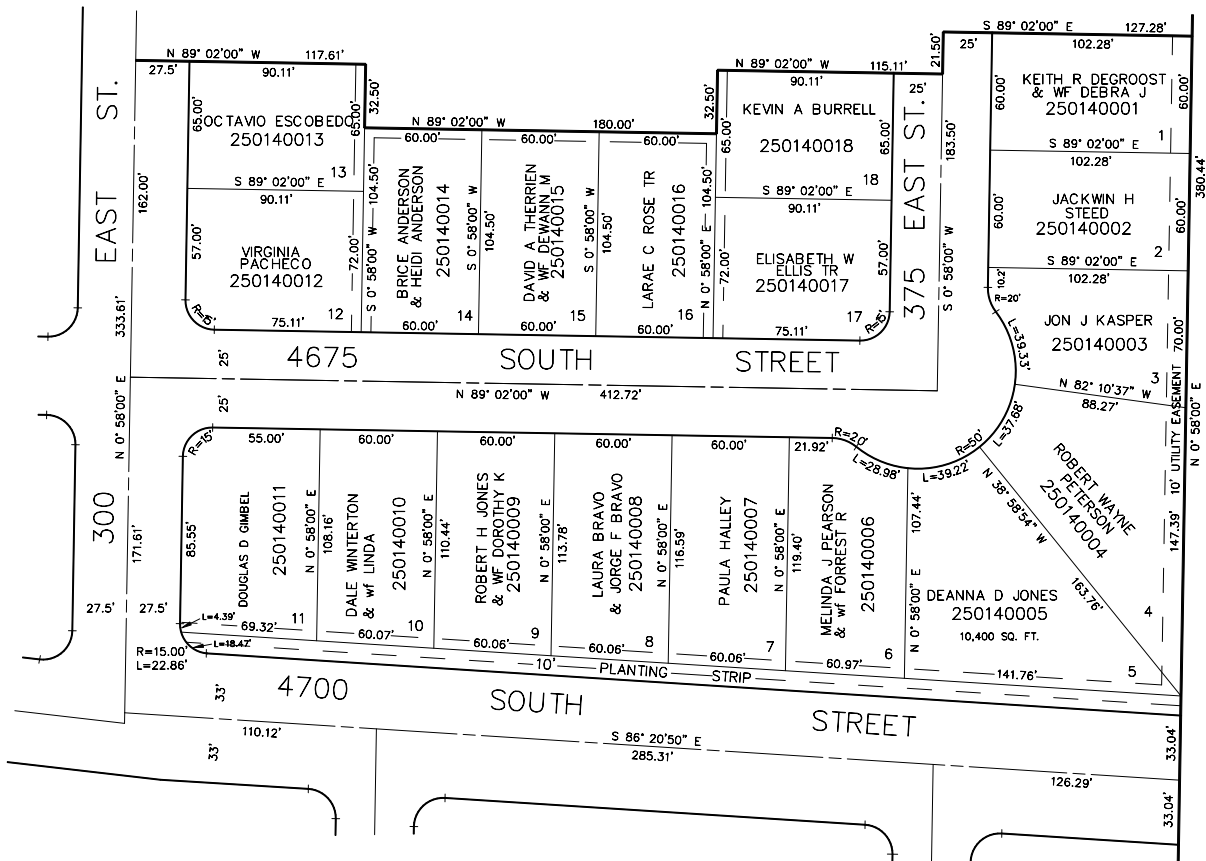 S 89° 02'00" E
127.28'
N 89° 02'00" W
117.61'
27.5'
90.11'
N 89° 02'00" W
115.11'
90.11'
25'
21.50'
25'
102.28'
EAST ST.
300
162.00'
333.61'
N 0° 58'00" E
171.61'
65.00'
OCTAVIO ESCOBEDO
250140013
65.00'
13
32.50'
S 89° 02'00" E
90.11'
57.00'
VIRGINIA
PACHECO
250140012
72.00'
12
R=15'
75.11'
N 89° 02'00" W
180.00'
60.00'
60.00'
60.00'
104.50'
S 0° 58'00" W
BRICE ANDERSON
& HEIDI ANDERSON
250140014
14
60.00'
S 0° 58'00" W
104.50'
DAVID A THERRIEN
& WF DEWANN M
250140015
15
60.00'
S 0° 58'00" W
104.50'
LARAE C ROSE TR
250140016
16
60.00'
N 0° 58'00" E
104.50'
32.50'
65.00'
KEVIN A BURRELL
250140018
65.00'
18
S 89° 02'00" E
90.11'
72.00'
ELISABETH W
ELLIS TR
250140017
57.00'
17
R=15'
75.11'
375 EAST ST.
183.50'
S 0° 58'00" W
60.00'
KEITH R DEGROOST
& WF DEBRA J
250140001
60.00'
1
S 89° 02'00" E
102.28'
60.00'
JACKWIN H
STEED
250140002
60.00'
2
S 89° 02'00" E
102.28'
380.44'
10.2'
R=20'
L=39.33'
JON J KASPER
250140003
70.00'
3
N 82° 10'37" W
88.27'
10' UTILITY EASEMENT
N 0° 58'00" E
25'
4675 SOUTH STREET
N 89° 02'00" W
412.72'
25'
R=15'
55.00'
60.00'
60.00'
60.00'
60.00'
21.92'
R=20'
L=28.98'
R=50'
L=39.22'
L=37.68'
85.55'
DOUGLAS D GIMBEL
250140011
11
69.32'
L=4.39'
L=18.47'
N 0° 58'00" E
108.16'
DALE WINTERTON
& wf LINDA
250140010
10
60.07'
N 0° 58'00" E
110.44'
ROBERT H JONES
& WF DOROTHY K
250140009
9
60.06'
N 0° 58'00" E
113.78'
LAURA BRAVO
& JORGE F BRAVO
250140008
8
60.06'
N 0° 58'00" E
116.59'
PAULA HALLEY
250140007
7
60.06'
N 0° 58'00" E
119.40'
MELINDA J PEARSON
& wf FORREST R
250140006
6
60.97'
107.44'
N 0° 58'00" E
DEANNA D JONES
250140005
10,400 SQ. FT.
5
141.76'
N 38° 58'54" W
163.76'
ROBERT WAYNE
PETERSON
250140004
4
147.39'
27.5'
27.5'
R=15.00'
L=22.86'
10' PLANTING STRIP
33'
4700 SOUTH STREET
33'
110.12'
S 86° 20'50" E
285.31'
126.29'
33.04'
33.04'